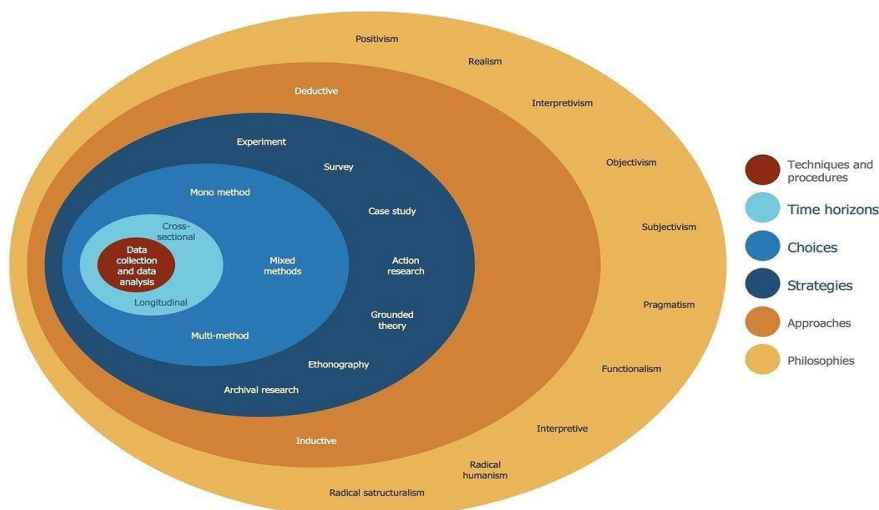 Positivism
Realism
Deductive
Interpretivism
Experiment
Survey
Objectivism
Techniques and
procedures
Mono method
Case study
Time horizons
Cross-
sectional
Subjectivism
Data
collection
and data
analysis
Mixed
methods
Action
research
Choices
Strategies
Longitudinal
Pragmatism
Grounded
theory
Approaches
Multi-method
Philosophies
Ethonography
Functionalism
Archival research
Interpretive
Inductive
Radical
humanism
Radical satructuralism